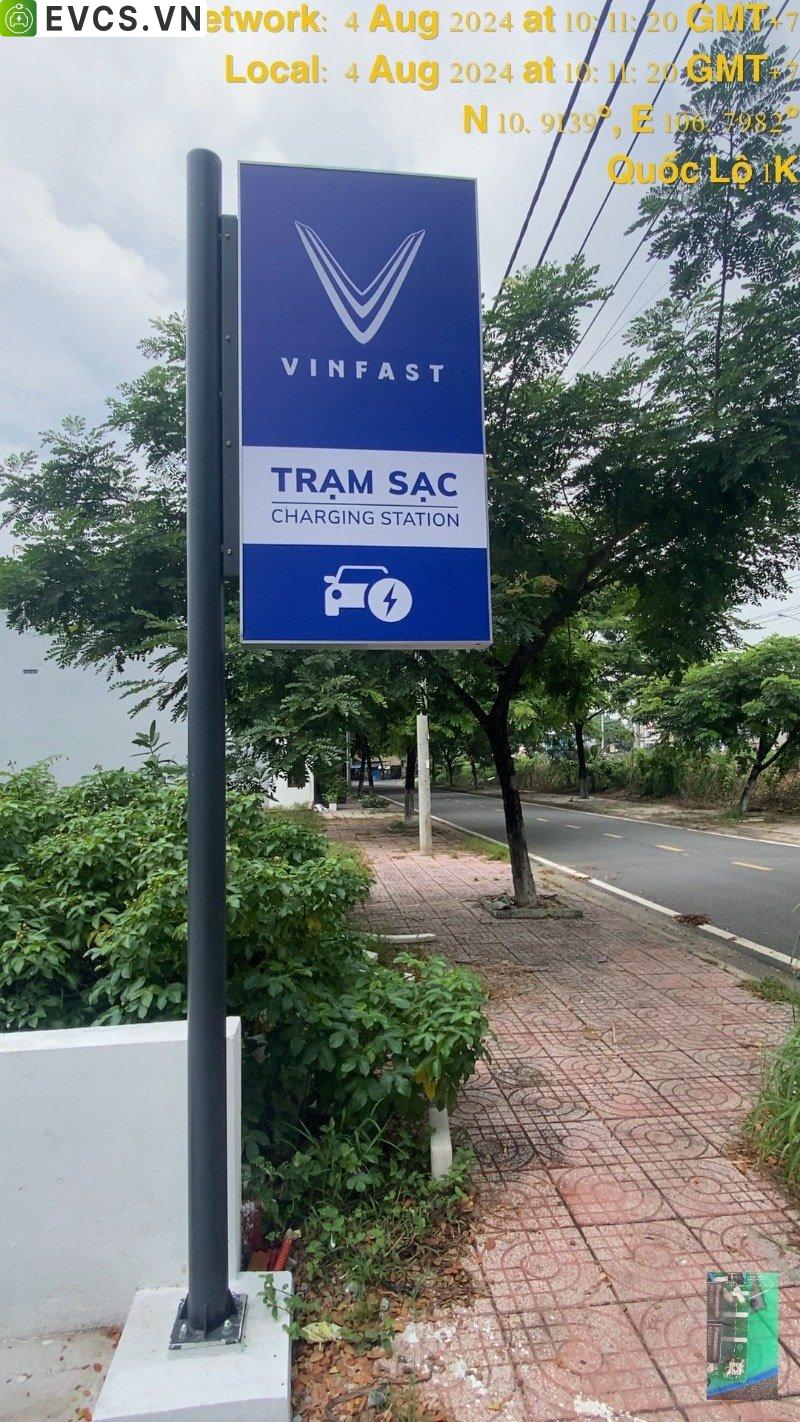 EVCS.VN
etwork: 4 Aug 2024 at 10:11:20 GMT+7
Local: 4 Aug 2024 at 10:11:20 GMT+7
N 10.9139°, E 106.7982°
Quốc Lộ 1K
VINFAST
TRẠM SẠC
CHARGING STATION